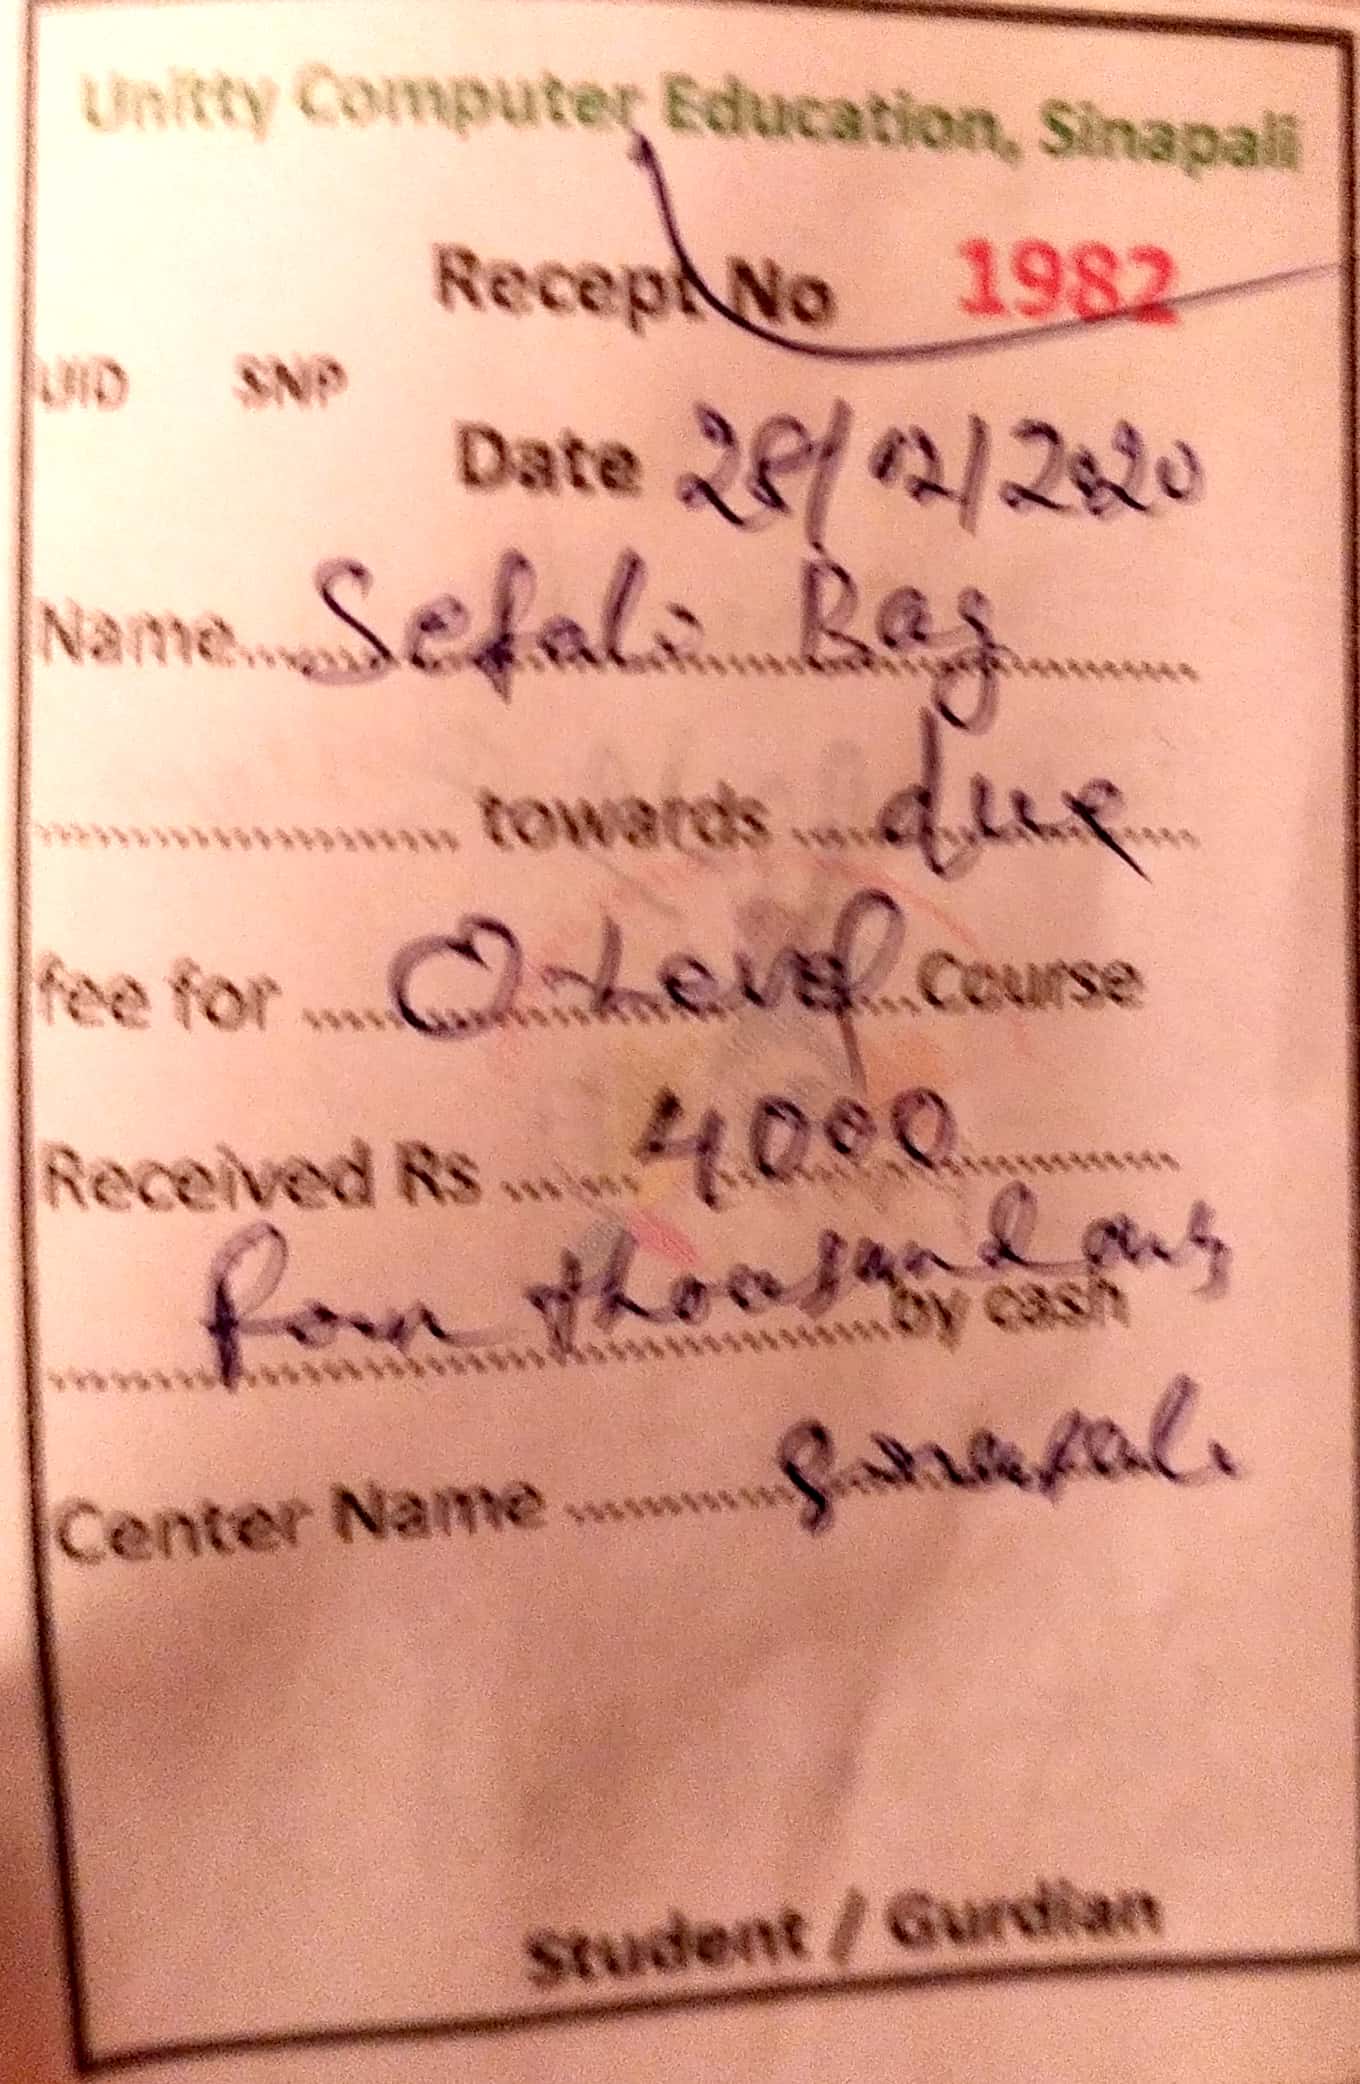 Unitty Computer Education, Sinapali
Recept No 1982
UID SNP
Date 28/12/2020
Name Sefali Bag
towards due
fee for O Level Course
Received Rs 4000
four thousand only
by cash
Center Name Sinapali
Student / Gurdian